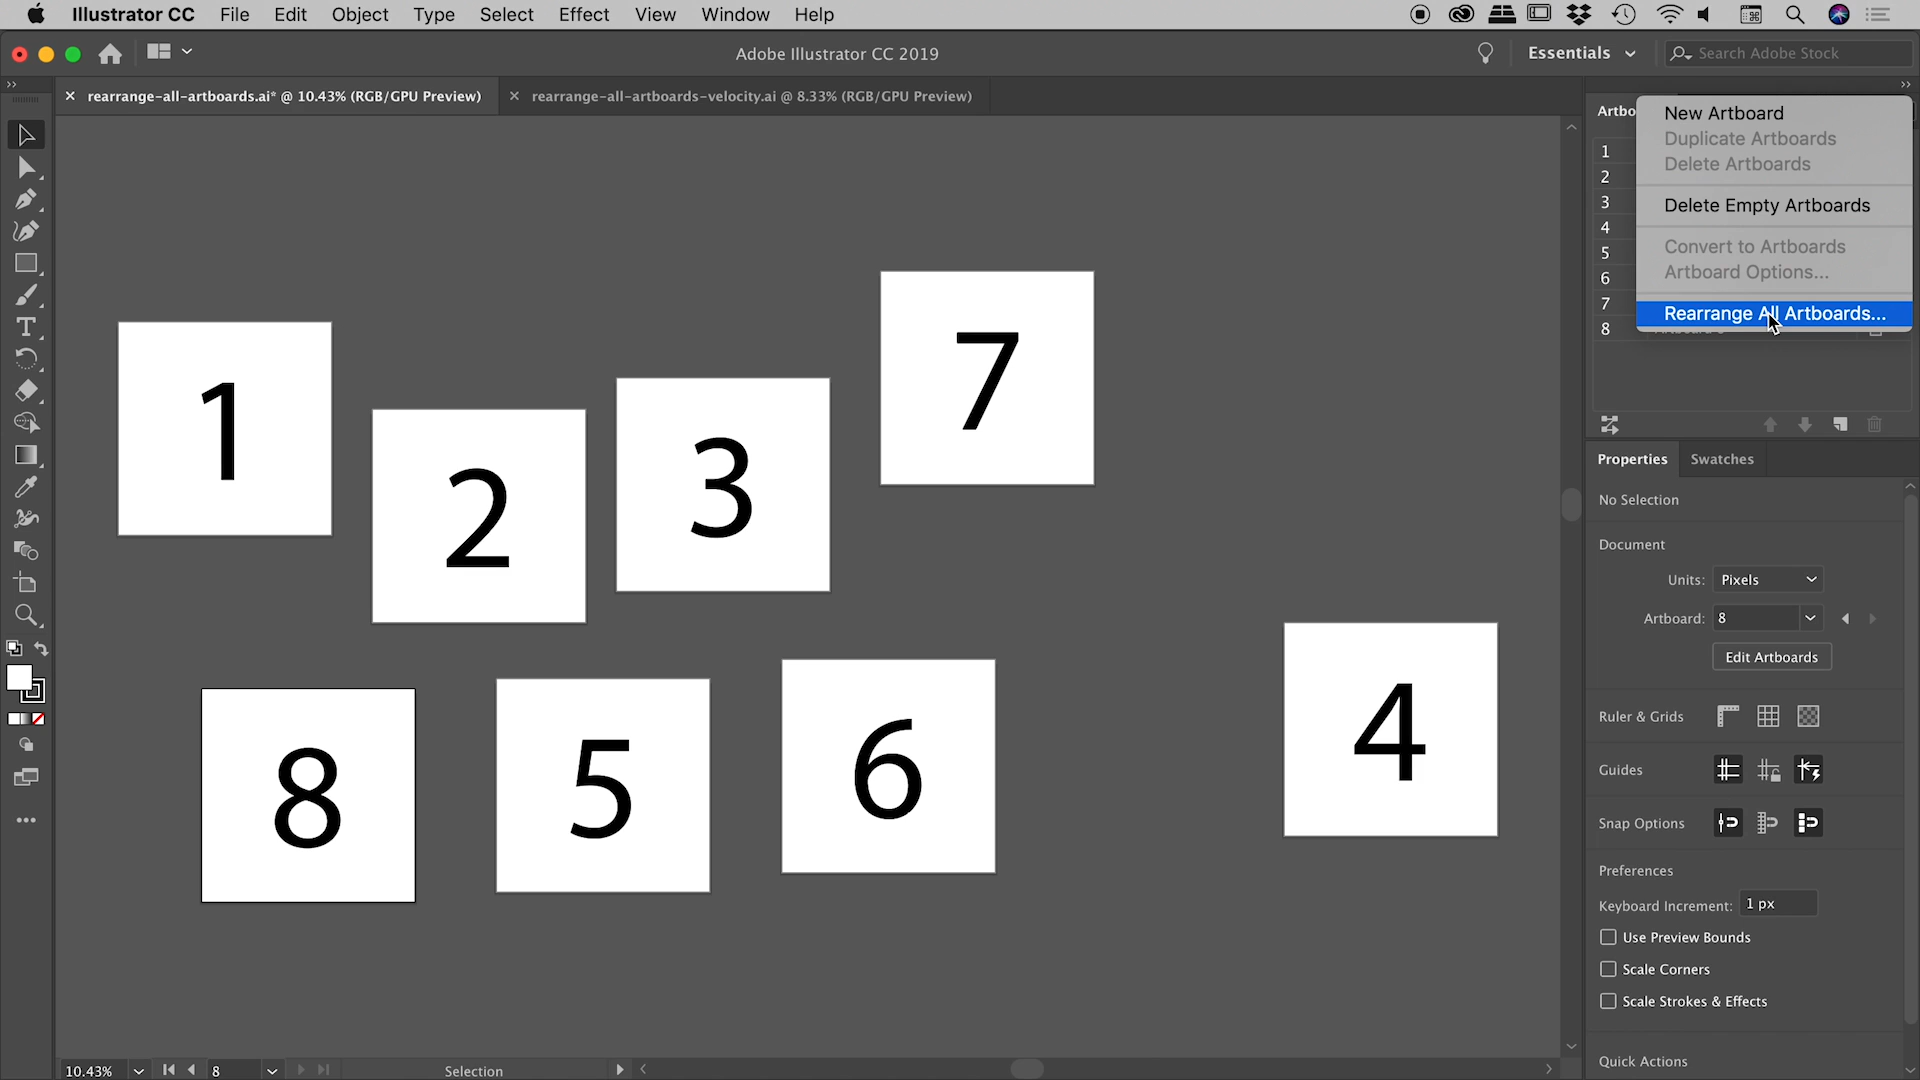 Illustrator CC File Edit Object Type Select Effect View Window Help
Adobe Illustrator CC 2019
Essentials
Search Adobe Stock
rearrange-all-artboards.ai* @ 10.43% (RGB/GPU Preview)
rearrange-all-artboards-velocity.ai @ 8.33% (RGB/GPU Preview)
Artbo
1
2
3
4
5
6
7
8
New Artboard
Duplicate Artboards
Delete Artboards
Delete Empty Artboards
Convert to Artboards
Artboard Options...
Rearrange All Artboards...
1
2
3
7
8
5
6
4
Properties Swatches
No Selection
Document
Units: Pixels
Artboard: 8
Edit Artboards
Ruler & Grids
Guides
Snap Options
Preferences
Keyboard Increment: 1 px
Use Preview Bounds
Scale Corners
Scale Strokes & Effects
Quick Actions
10.43%
8
Selection